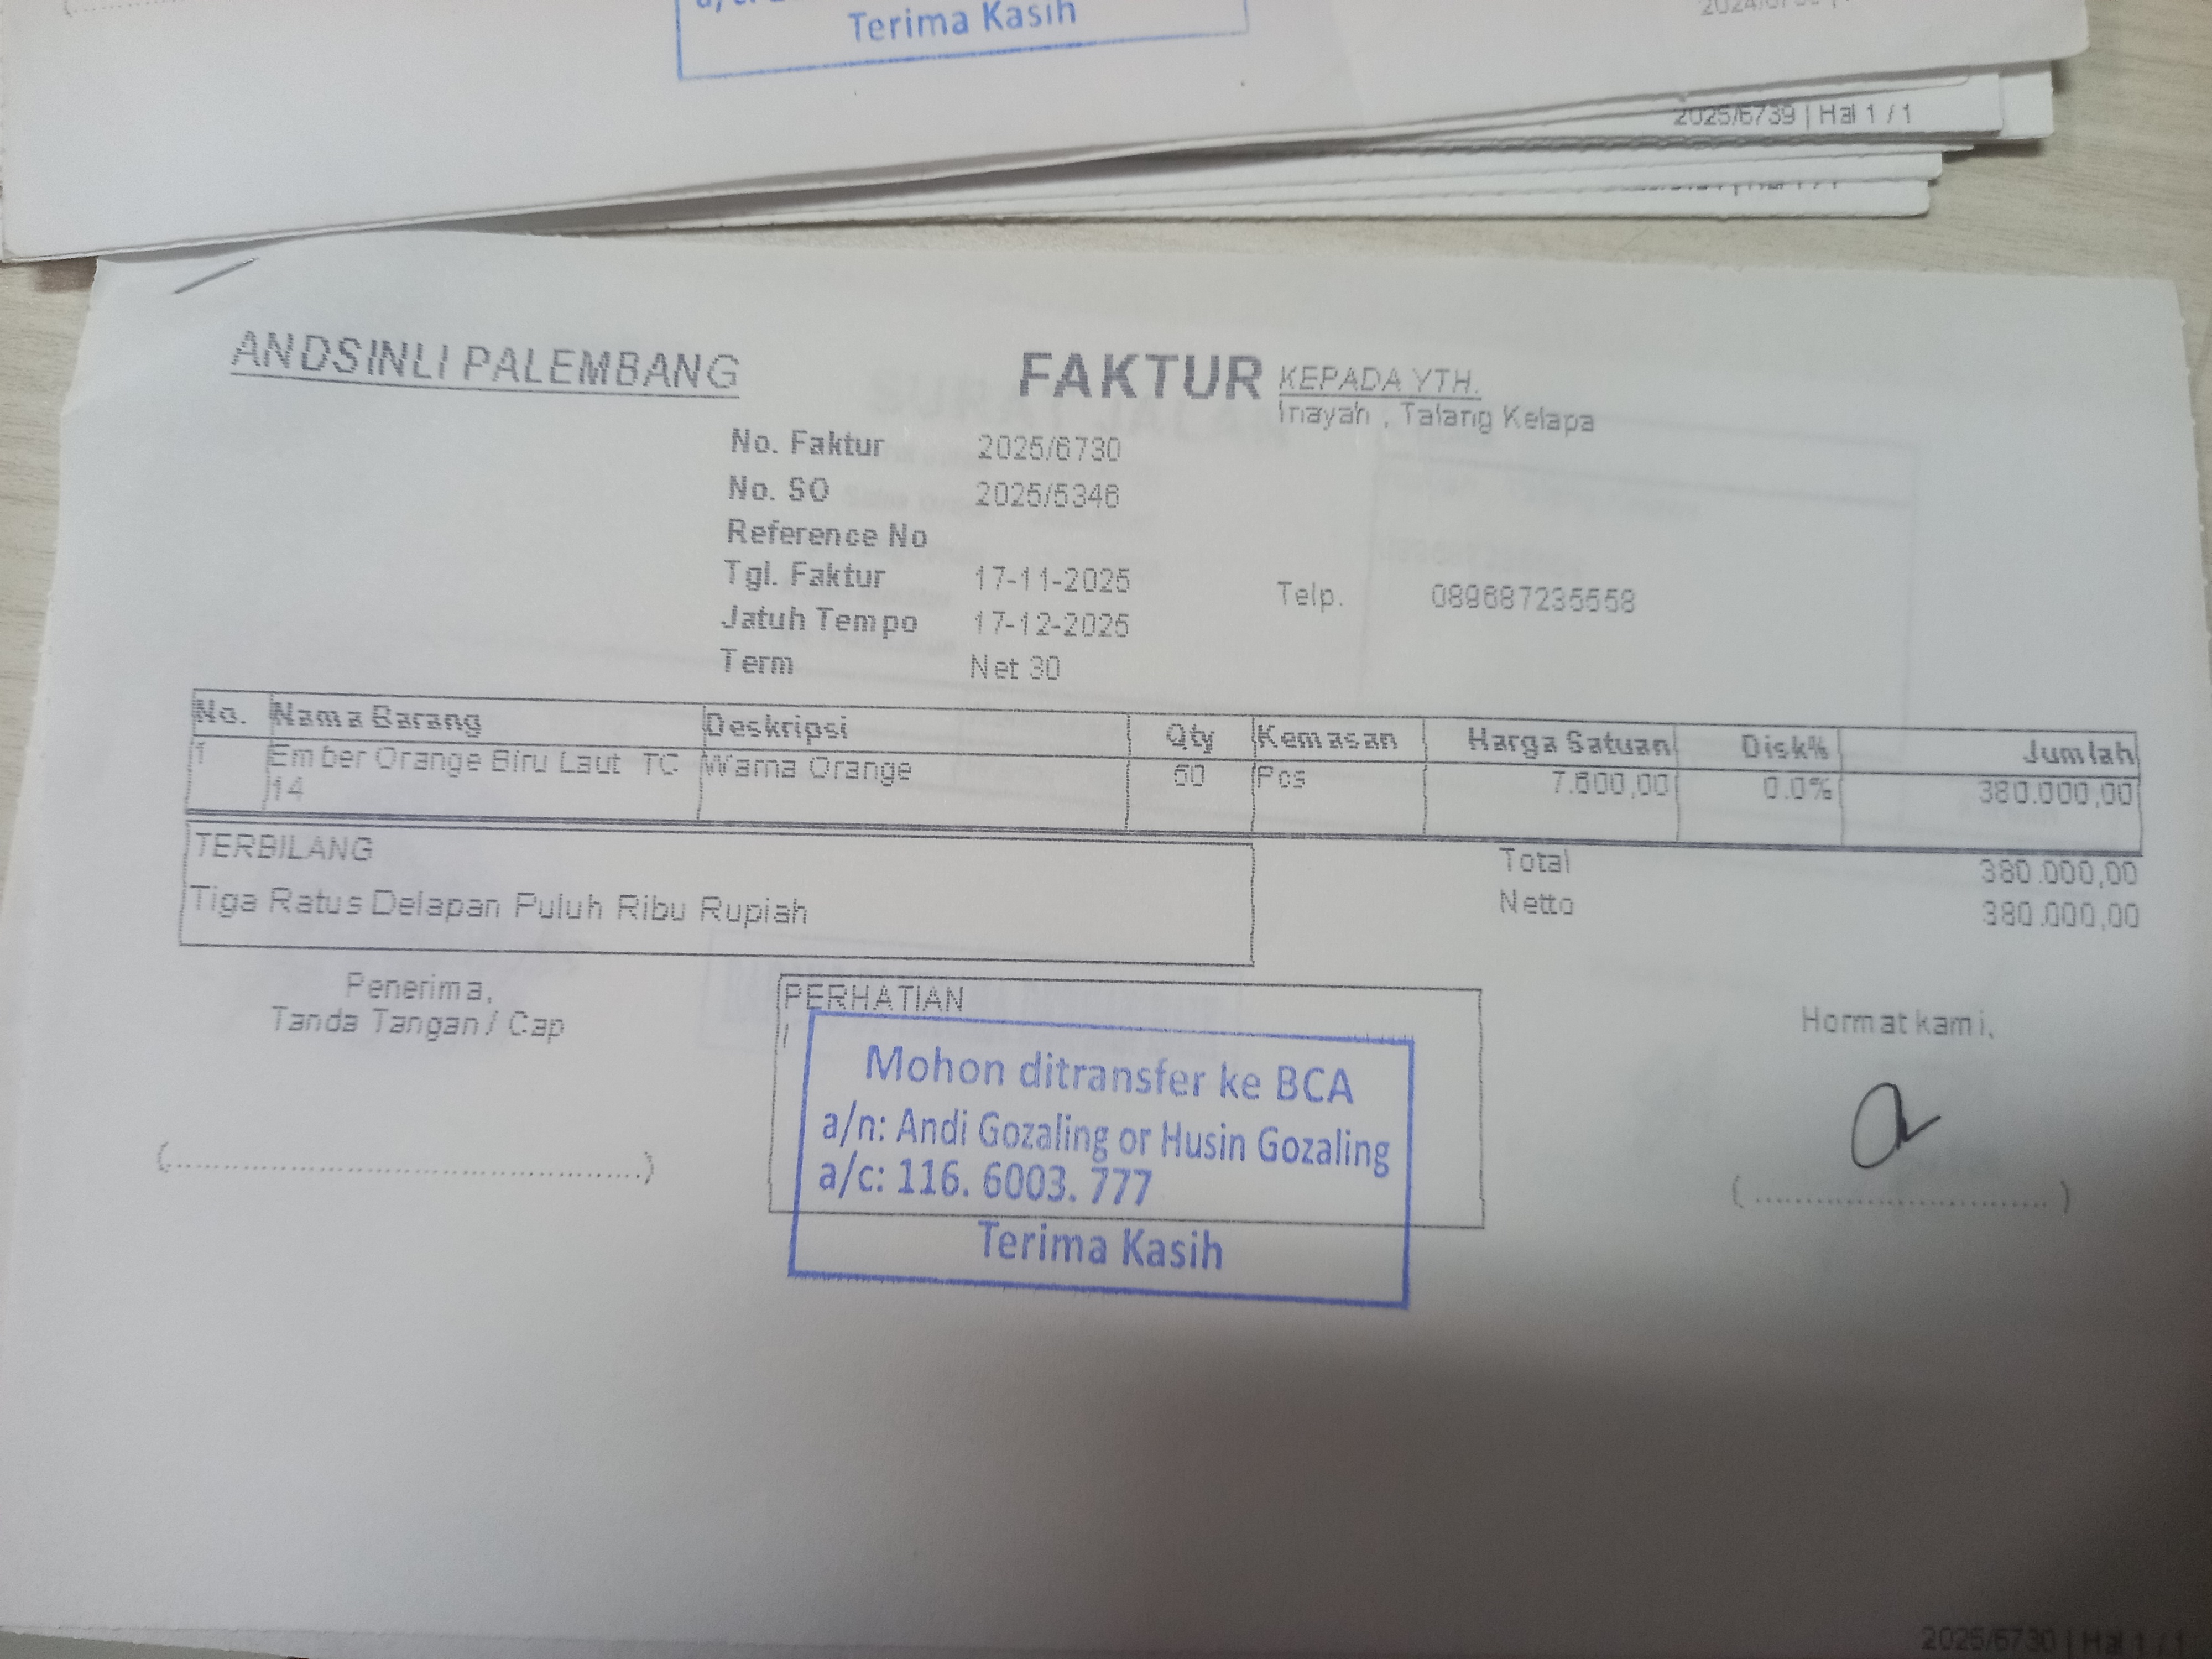 Terima Kasih
2025/6739 | Hal 1 / 1
ANDSINLI PALEMBANG
FAKTUR
KEPADA YTH.
Inayah , Talang Kelapa
No. Faktur 2025/6730
No. SO 2025/5346
Reference No
Tgl. Faktur 17-11-2025
Telp. 089687235558
Jatuh Tempo 17-12-2025
Term Net 30
No. Nama Barang Deskripsi Qty Kemasan Harga Satuan Disk% Jumlah
1 Ember Orange Biru Laut TC Warna Orange 50 Pcs 7.600,00 0.0% 380.000,00
14
TERBILANG
Tiga Ratus Delapan Puluh Ribu Rupiah
Total 380.000,00
Netto 380.000,00
Penerima,
Tanda Tangan / Cap
PERHATIAN
Mohon ditransfer ke BCA
a/n: Andi Gozaling or Husin Gozaling
a/c: 116. 6003. 777
Terima Kasih
Hormat kami,
(..................................................)
( ................................ )
2025/6730 | Hal 1 / 1